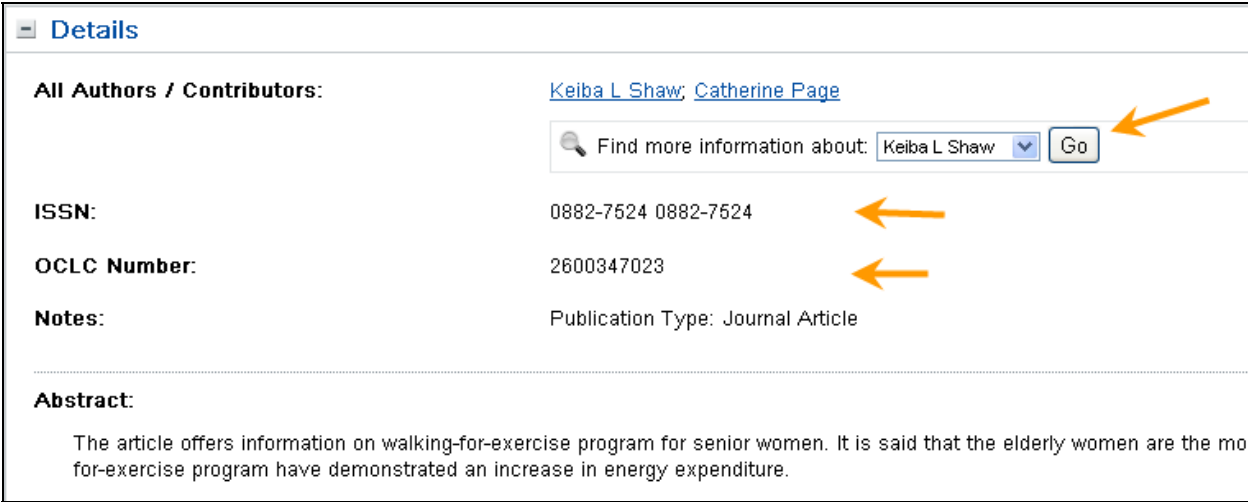 Details
All Authors / Contributors: Keiba L Shaw; Catherine Page
Find more information about: Keiba L Shaw Go
ISSN: 0882-7524 0882-7524
OCLC Number: 2600347023
Notes: Publication Type: Journal Article
Abstract:
The article offers information on walking-for-exercise program for senior women. It is said that the elderly women are the
for-exercise program have demonstrated an increase in energy expenditure.